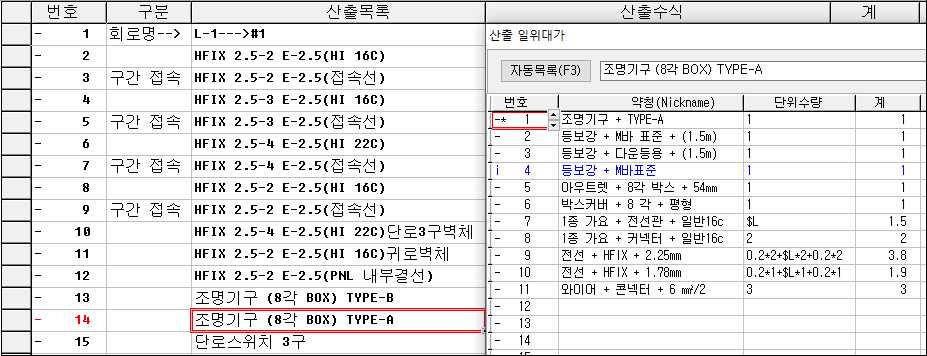 번호 구분 산출목록 산출수식 계
- 1 회로명--> L-1--->#1
- 2 HFIX 2.5-2 E-2.5(HI 16C)
- 3 구간 접속 HFIX 2.5-2 E-2.5(접속선)
- 4 HFIX 2.5-3 E-2.5(HI 16C)
- 5 구간 접속 HFIX 2.5-3 E-2.5(접속선)
- 6 HFIX 2.5-4 E-2.5(HI 22C)
- 7 구간 접속 HFIX 2.5-4 E-2.5(접속선)
- 8 HFIX 2.5-2 E-2.5(HI 16C)
- 9 구간 접속 HFIX 2.5-2 E-2.5(접속선)
- 10 HFIX 2.5-4 E-2.5(HI 22C)단로3구벽체
- 11 HFIX 2.5-2 E-2.5(HI 16C)귀로벽체
- 12 HFIX 2.5-2 E-2.5(PNL 내부결선)
- 13 조명기구 (8각 BOX) TYPE-B
- 14 조명기구 (8각 BOX) TYPE-A
- 15 단로스위치 3구
산출 일위대가
자동목록(F3) 조명기구 (8각 BOX) TYPE-A
번호 약칭(Nickname) 단위수량 계
-* 1 조명기구 + TYPE-A 1 1
- 2 등보강 + M바 표준 + (1.5m) 1 1
- 3 등보강 + 다운등용 + (1.5m) 1 1
i 4 등보강 + M바표준 1 1
- 5 아우트렛 + 8각 박스 + 54mm 1 1
- 6 박스커버 + 8 각 + 평형 1 1
- 7 1종 가요 + 전선관 + 일반16c $L 1.5
- 8 1종 가요 + 커넥터 + 일반16c 2 2
- 9 전선 + HFIX + 2.25mm 0.2*2+$L*2+0.2*2 3.8
- 10 전선 + HFIX + 1.78mm 0.2*1+$L*1+0.2*1 1.9
- 11 와이어 + 콘넥터 + 6 ㎟/2 3 3
- 12
- 13
- 14